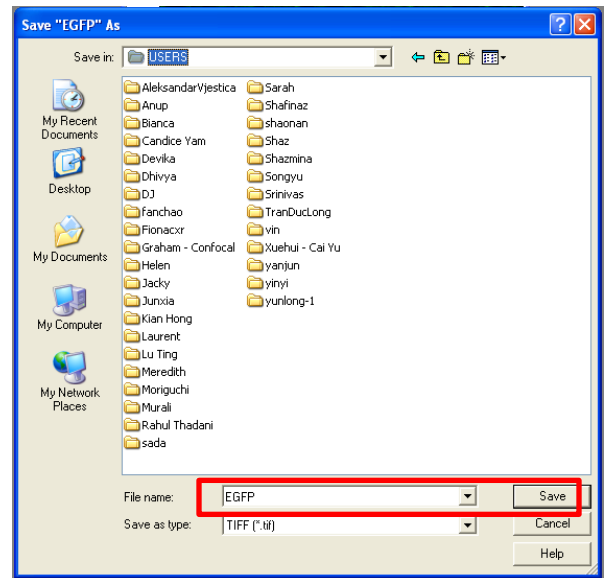 Save "EGFP" As
Save in: USERS
My Recent
Documents
Desktop
My Documents
My Computer
My Network
Places
AleksandarVjestica
Anup
Bianca
Candice Yam
Devika
Dhivya
DJ
fanchao
Fionacxr
Graham - Confocal
Helen
Jacky
Junxia
Kian Hong
Laurent
Lu Ting
Meredith
Moriguchi
Murali
Rahul Thadani
sada
Sarah
Shafinaz
shaonan
Shaz
Shazmina
Songyu
Srinivas
TranDucLong
vin
Xuehui - Cai Yu
yanjun
yinyi
yunlong-1
File name: EGFP Save
Save as type: TIFF (*.tif) Cancel
Help